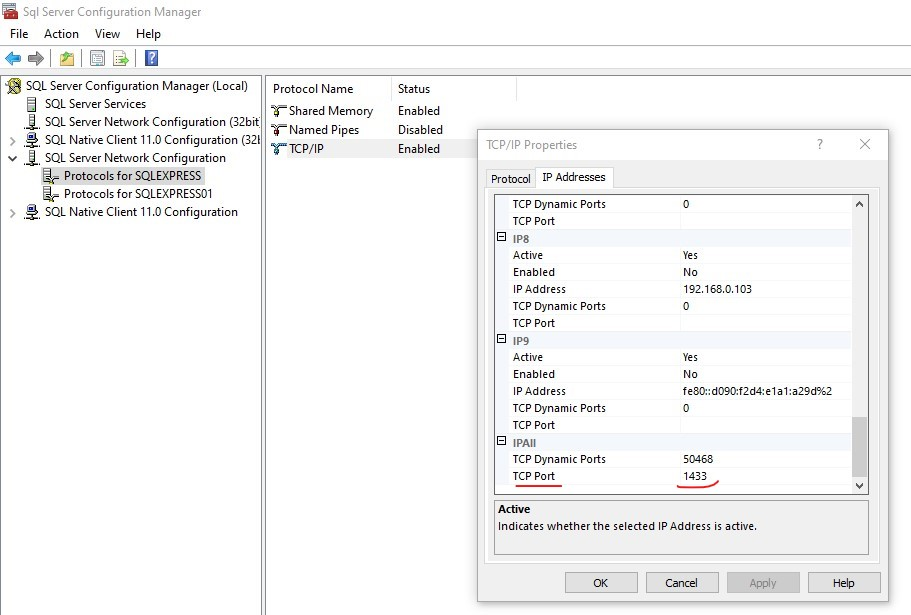 Sql Server Configuration Manager
File Action View Help
SQL Server Configuration Manager (Local)
SQL Server Services
SQL Server Network Configuration (32bit
SQL Native Client 11.0 Configuration (32b
SQL Server Network Configuration
Protocols for SQLEXPRESS
Protocols for SQLEXPRESS01
SQL Native Client 11.0 Configuration
Protocol Name Status
Shared Memory Enabled
Named Pipes Disabled
TCP/IP Enabled
TCP/IP Properties ?
Protocol IP Addresses
TCP Dynamic Ports 0
TCP Port
IP8
Active Yes
Enabled No
IP Address 192.168.0.103
TCP Dynamic Ports 0
TCP Port
IP9
Active Yes
Enabled No
IP Address fe80::d090:f2d4:e1a1:a29d%2
TCP Dynamic Ports 0
TCP Port
IPAll
TCP Dynamic Ports 50468
TCP Port 1433
Active
Indicates whether the selected IP Address is active.
OK Cancel Apply Help